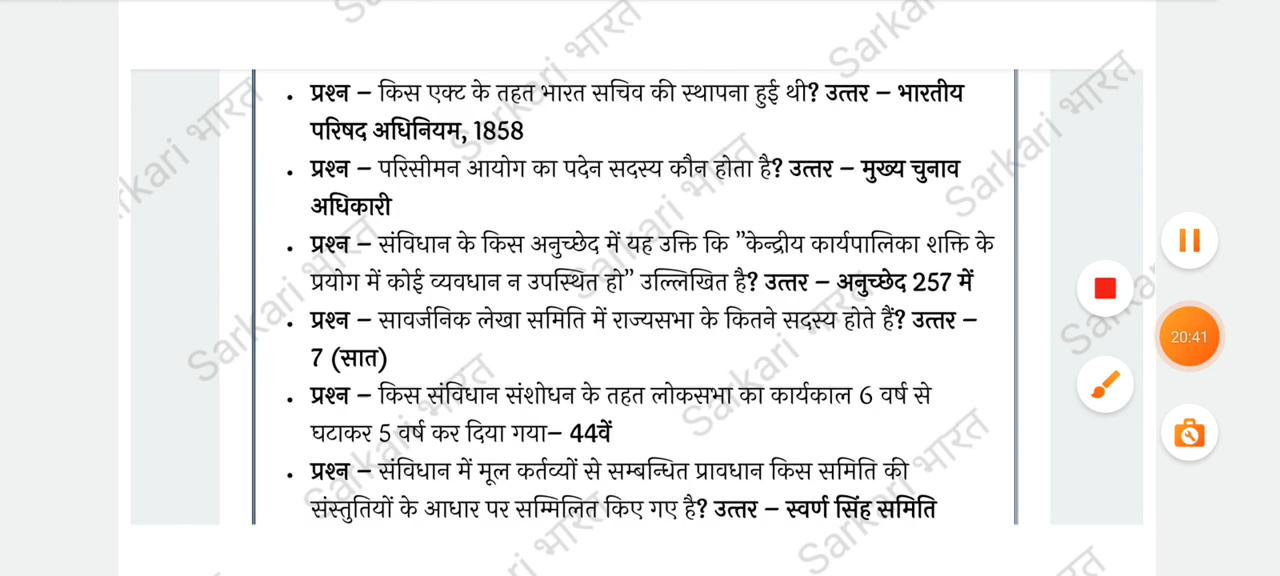 Sarkari भारत
• प्रश्न – किस एक्ट के तहत भारत सचिव की स्थापना हुई थी? उत्तर – भारतीय
परिषद अधिनियम, 1858
• प्रश्न – परिसीमन आयोग का पदेन सदस्य कौन होता है? उत्तर – मुख्य चुनाव
अधिकारी
• प्रश्न – संविधान के किस अनुच्छेद में यह उक्ति कि ”केन्द्रीय कार्यपालिका शक्ति के
प्रयोग में कोई व्यवधान न उपस्थित हो” उल्लिखित है? उत्तर – अनुच्छेद 257 में
• प्रश्न – सावर्जनिक लेखा समिति में राज्यसभा के कितने सदस्य होते हैं? उत्तर –
7 (सात)
• प्रश्न – किस संविधान संशोधन के तहत लोकसभा का कार्यकाल 6 वर्ष से
घटाकर 5 वर्ष कर दिया गया– 44वें
• प्रश्न – संविधान में मूल कर्तव्यों से सम्बन्धित प्रावधान किस समिति की
संस्तुतियों के आधार पर सम्मिलित किए गए है? उत्तर – स्वर्ण सिंह समिति
20:41